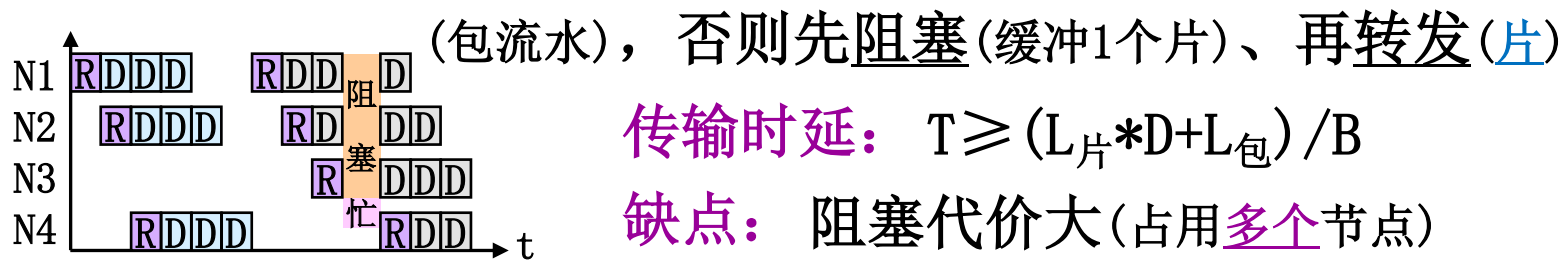 (包流水)，否则先阻塞(缓冲1个片)、再转发(片)
N1 RDDD RDD D
N2 RDDD RD DD
N3 R DDD
N4 RDDD RDD
阻塞忙
t
传输时延：T≥(L片*D+L包)/B
缺点：阻塞代价大(占用多个节点)